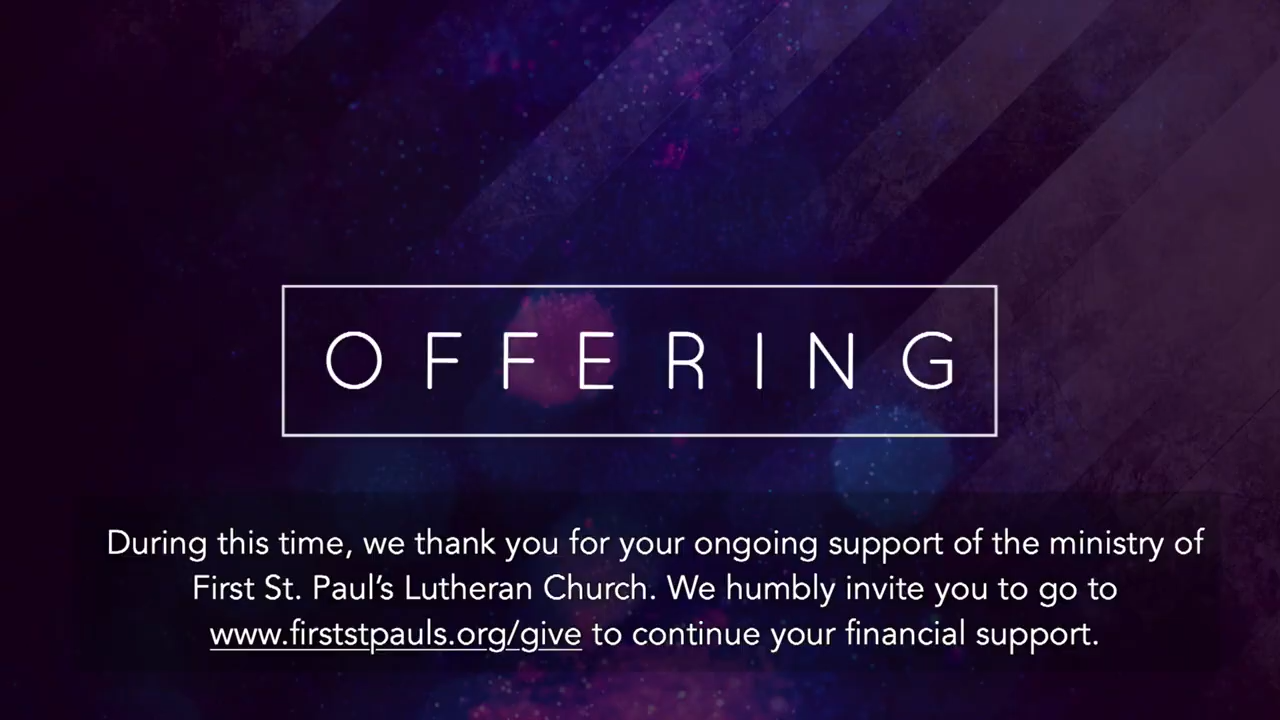 OFFERING
During this time, we thank you for your ongoing support of the ministry of
First St. Paul’s Lutheran Church. We humbly invite you to go to
www.firststpauls.org/give to continue your financial support.